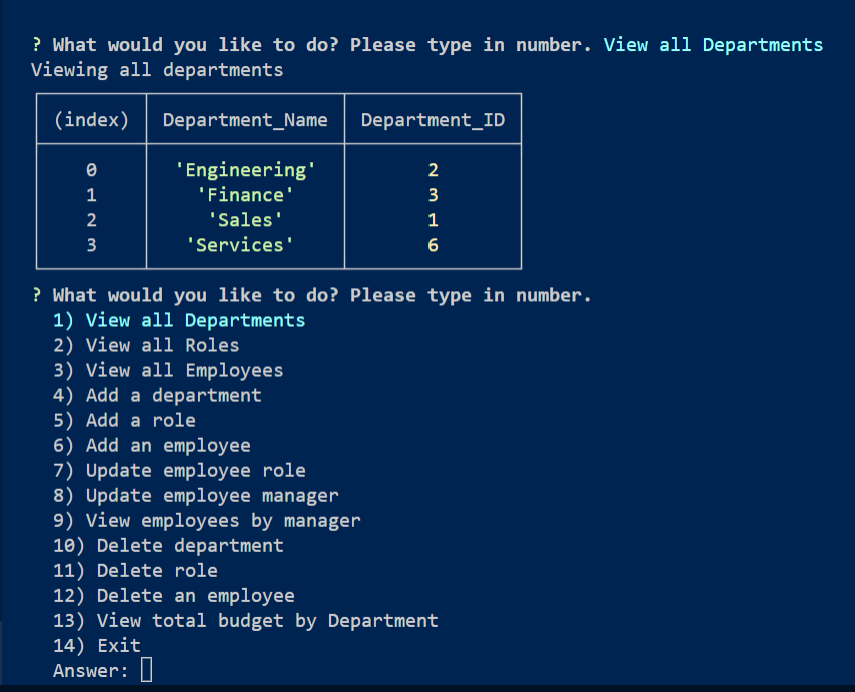 ? What would you like to do? Please type in number. View all Departments
Viewing all departments
(index) Department_Name Department_ID
0 'Engineering' 2
1 'Finance' 3
2 'Sales' 1
3 'Services' 6
? What would you like to do? Please type in number.
1) View all Departments
2) View all Roles
3) View all Employees
4) Add a department
5) Add a role
6) Add an employee
7) Update employee role
8) Update employee manager
9) View employees by manager
10) Delete department
11) Delete role
12) Delete an employee
13) View total budget by Department
14) Exit
Answer: